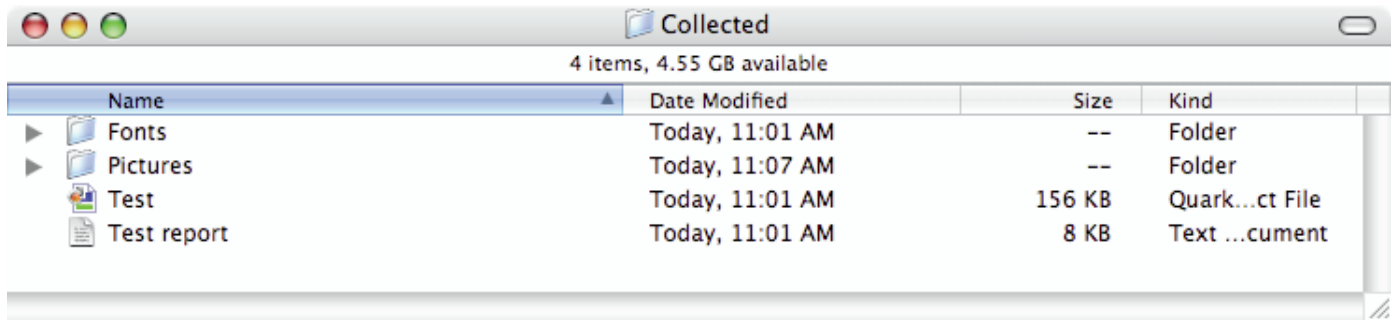 Collected
4 items, 4.55 GB available
Name Date Modified Size Kind
Fonts Today, 11:01 AM -- Folder
Pictures Today, 11:07 AM -- Folder
Test Today, 11:01 AM 156 KB Quark...ct File
Test report Today, 11:01 AM 8 KB Text ...cument